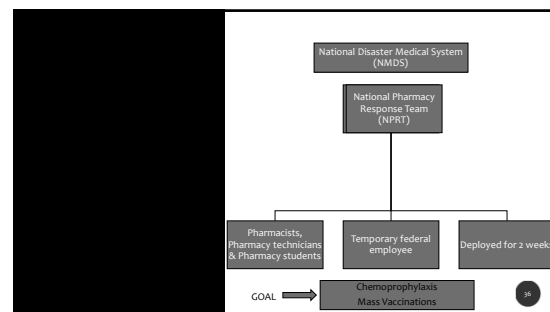 National Disaster Medical System
(NMDS)
National Pharmacy
Response Team
(NPRT)
Pharmacists,
Pharmacy technicians
& Pharmacy students
Temporary federal
employee
Deployed for 2 weeks
GOAL
Chemoprophylaxis
Mass Vaccinations
36